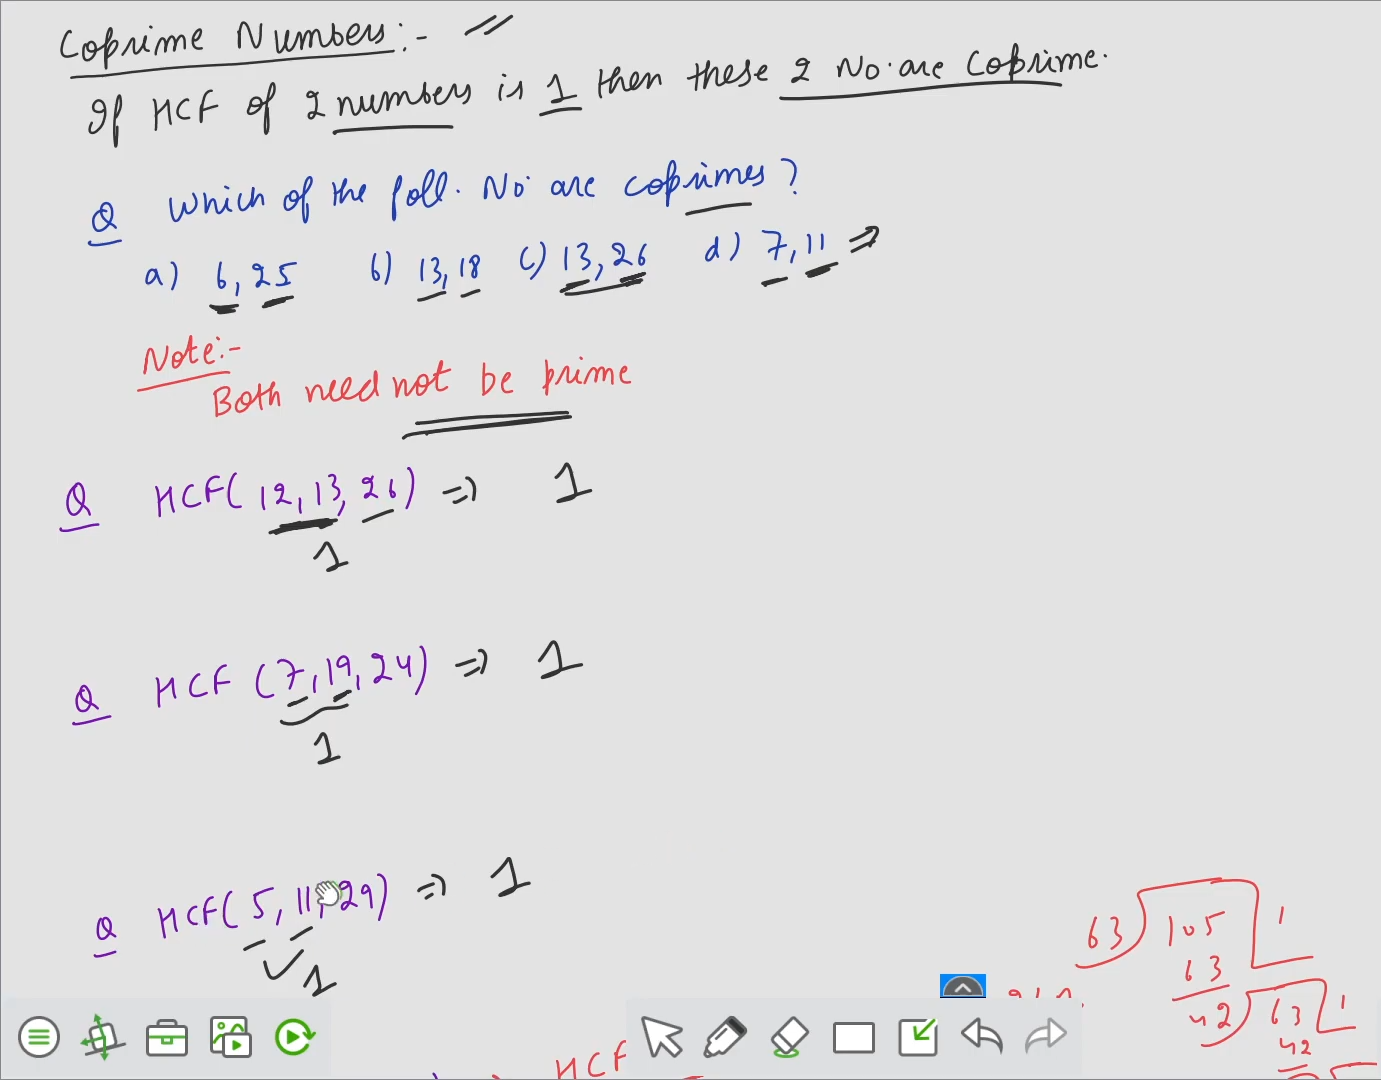 Coprime Numbers:-
If HCF of 2 numbers is 1 then these 2 No. are Coprime.
Q Which of the foll. No. are coprimes?
a) 6, 25 b) 13, 18 c) 13, 26 d) 7, 11 ⇒
Note:-
Both need not be prime
Q HCF(12, 13, 26) ⇒ 1
1
Q HCF (7, 19, 24) ⇒ 1
1
Q HCF(5, 11, 29) ⇒ 1
1
63) 105 1
63
42) 63 1
42
HCF